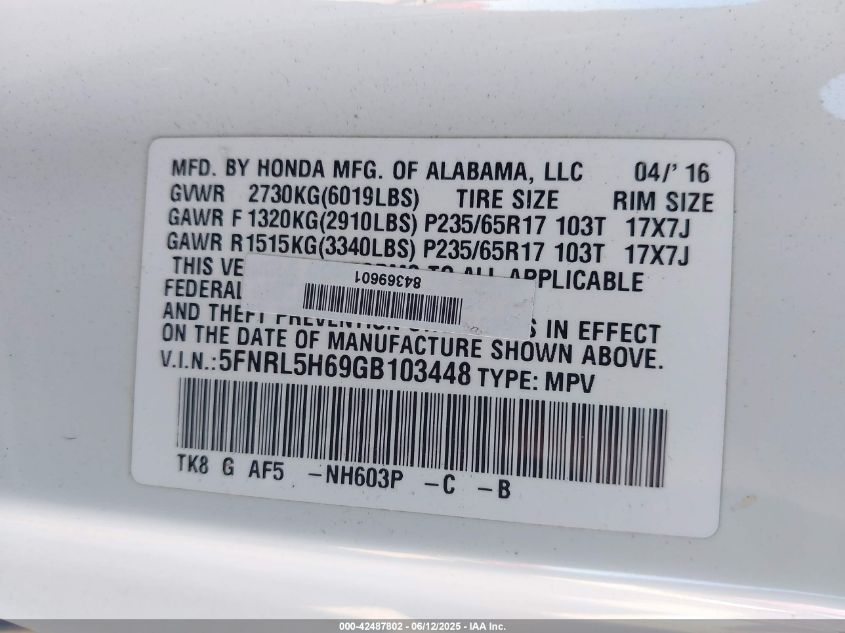 MFD. BY HONDA MFG. OF ALABAMA, LLC 04/' 16
GVWR 2730KG(6019LBS) TIRE SIZE RIM SIZE
GAWR F 1320KG(2910LBS) P235/65R17 103T 17X7J
GAWR R 1515KG(3340LBS) P235/65R17 103T 17X7J
THIS TO ALL APPLICABLE
FEDERAL
84369601
AND THEFT PREVENTION IN EFFECT
ON THE DATE OF MANUFACTURE SHOWN ABOVE.
V.I.N.:5FNRL5H69GB103448 TYPE: MPV
TK8 G AF5 -NH603P -C -B
000-42487802 - 06/12/2025 - IAA Inc.